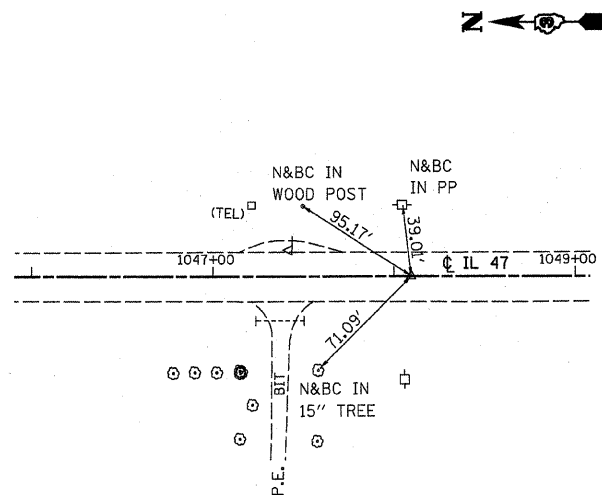 N
N&BC IN
WOOD POST
N&BC
IN PP
(TEL)
95.17'
39.01'
1047+00
℄ IL 47
1049+00
71.09'
N&BC IN
15" TREE
BIT
P.E.